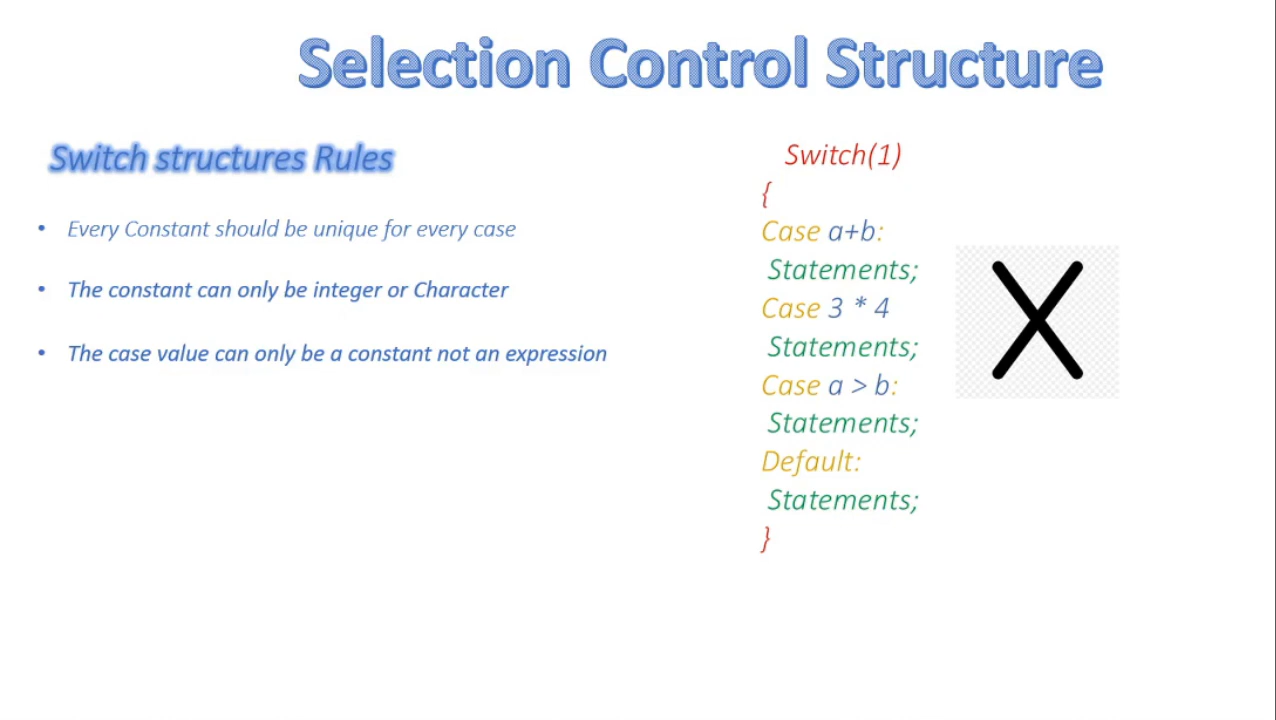 Selection Control Structure
Switch structures Rules
• Every Constant should be unique for every case
• The constant can only be integer or Character
• The case value can only be a constant not an expression
Switch(1)
{
Case a+b:
Statements;
Case 3 * 4
Statements;
Case a > b:
Statements;
Default:
Statements;
}